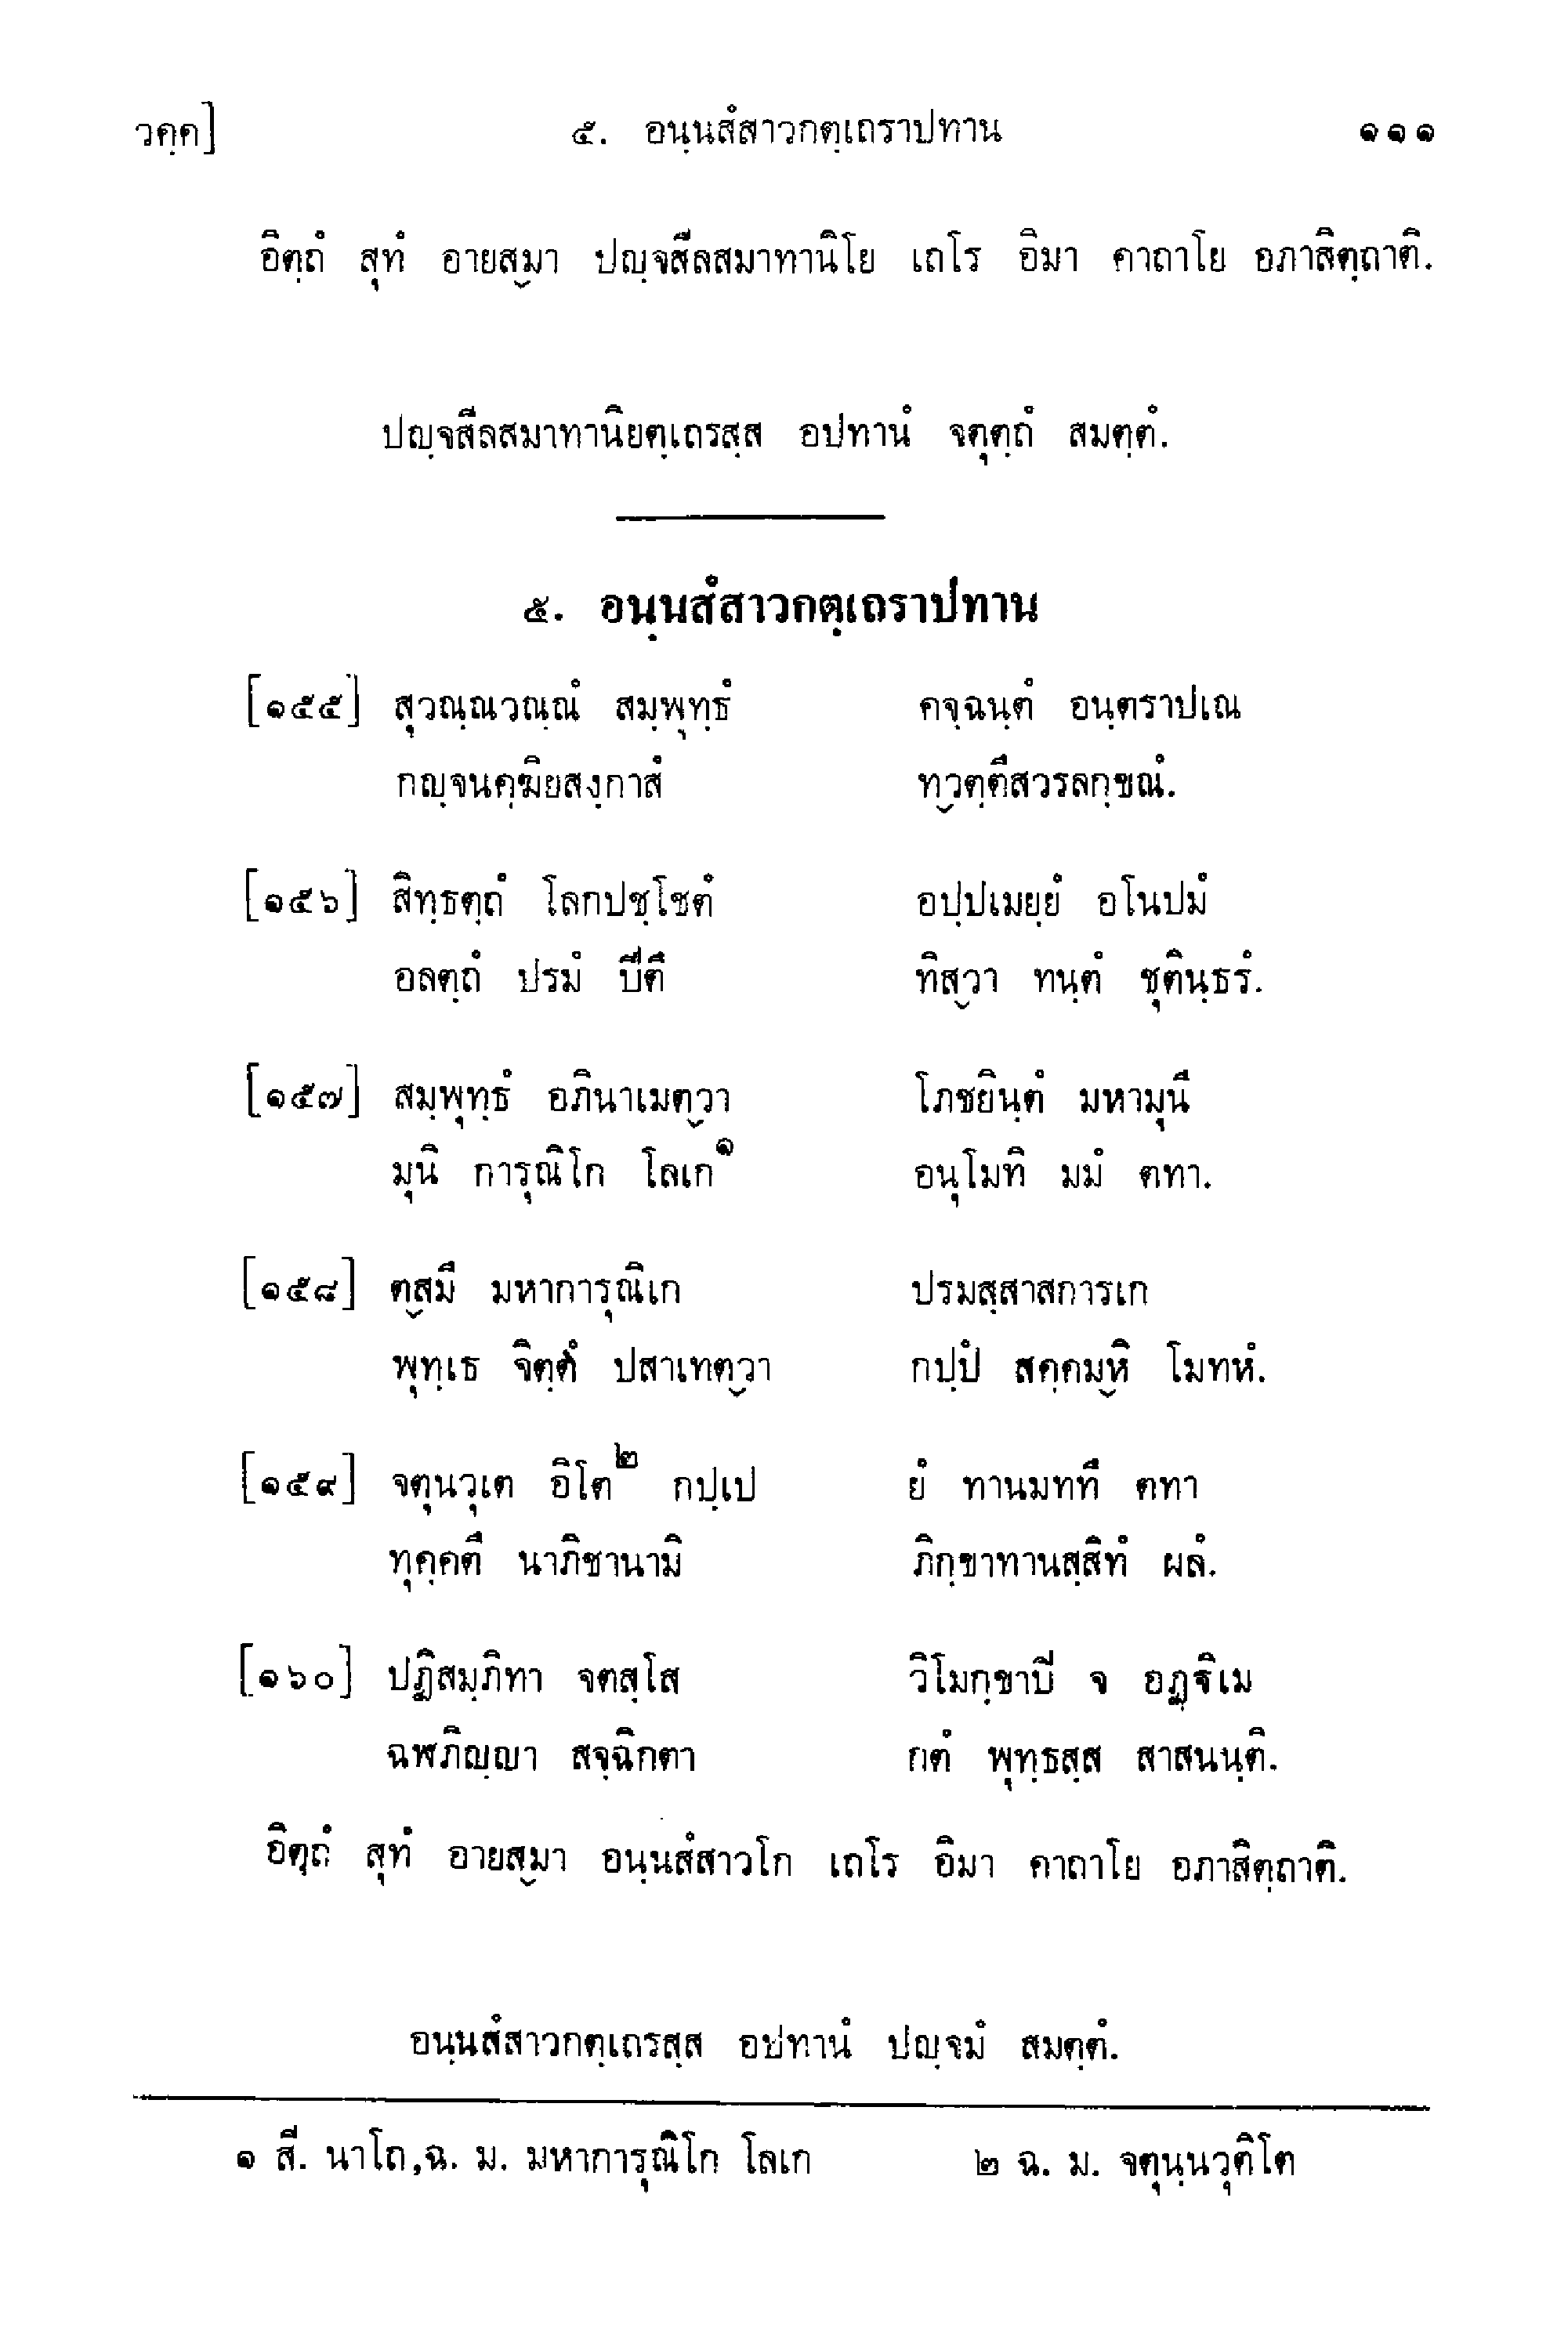 วคฺค] ๕. อนฺนสํสาวกตฺเถราปทาน ๑๑๑
อิตฺถํ สุทํ อายสฺมา ปญฺจสีลสมาทานิโย เถโร อิมา คาถาโย อภาสิตฺถาติ.
ปญฺจสีลสมาทานิยตฺเถรสฺส อปทานํ จตุตฺถํ สมตฺตํ.
๕. อนฺนสํสาวกตฺเถราปทาน
[๑๕๕] สุวณฺณวณฺณํ สมฺพุทฺธํ คจฺฉนฺตํ อนฺตราปเณ
กญฺจนคฺฆิยสงฺกาสํ ทฺวตฺตึสวรลกฺขณํ.
[๑๕๖] สิทฺธตฺถํ โลกปชฺโชตํ อปฺปเมยฺยํ อโนปมํ
อลตฺถํ ปรมํ ปีตึ ทิสฺวา ทนฺตํ ชุตินฺธรํ.
[๑๕๗] สมฺพุทฺธํ อภินาเมตฺวา โภชยินฺตํ มหามุนึ
มุนิ การุณิโก โลเก๑ อนุโมทิ มมํ ตทา.
[๑๕๘] ตสฺมึ มหาการุณิเก ปรมสฺสาสการเก
พุทฺเธ จิตฺตํ ปสาเทตฺวา กปฺปํ สคฺคมฺหิ โมทหํ.
[๑๕๙] จตุนวุเต อิโต๒ กปฺเป ยํ ทานมททึ ตทา
ทุคฺคตึ นาภิชานามิ ภิกฺขาทานสฺสิทํ ผลํ.
[๑๖๐] ปฏิสมฺภิทา จตสฺโส วิโมกฺขาปี จ อฏฺฐิเม
ฉฬภิญฺญา สจฺฉิกตา กตํ พุทฺธสฺส สาสนนฺติ.
อิตฺถํ สุทํ อายสฺมา อนฺนสํสาวโก เถโร อิมา คาถาโย อภาสิตฺถาติ.
อนฺนสํสาวกตฺเถรสฺส อปทานํ ปญฺจมํ สมตฺตํ.
๑ สี. นาโถ,ฉ. ม. มหาการุณิโก โลเก ๒ ฉ. ม. จตุนฺนวุติโต